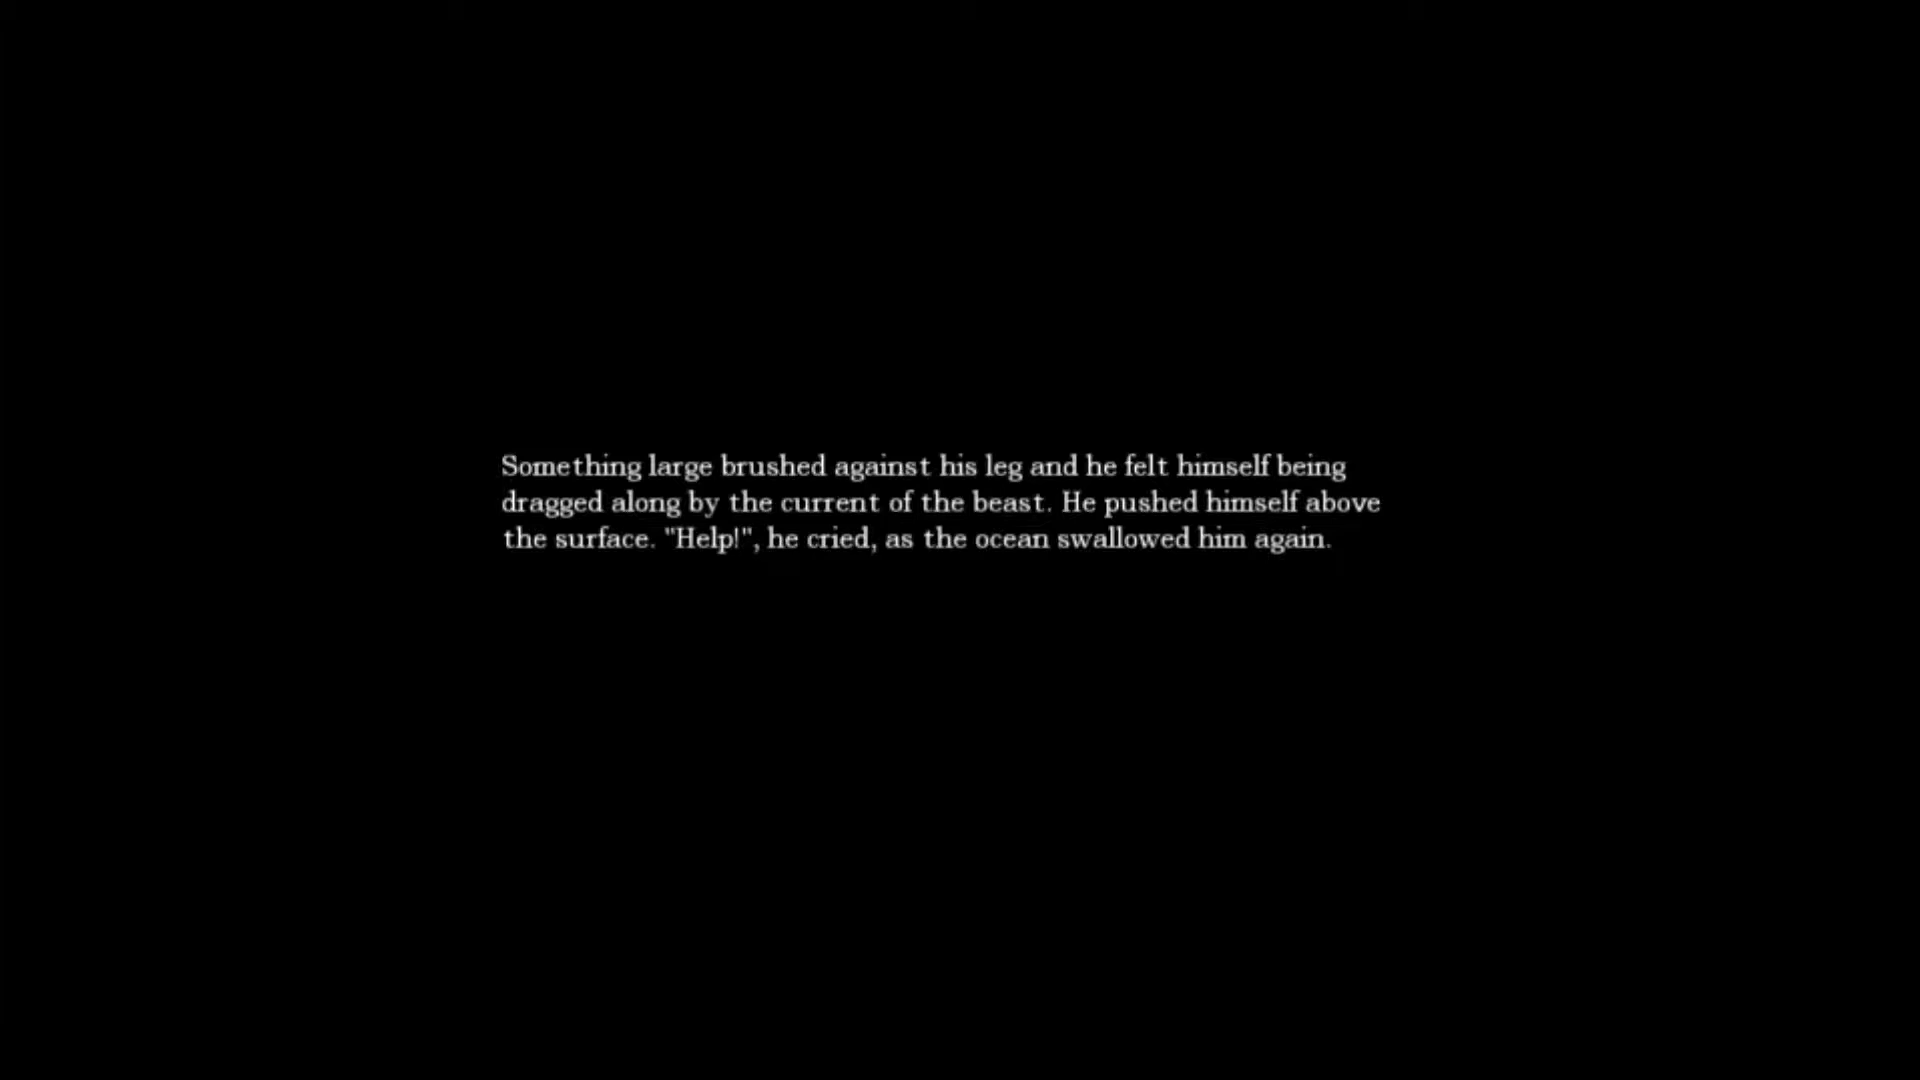 Something large brushed against his leg and he felt himself being
dragged along by the current of the beast. He pushed himself above
the surface. "Help!", he cried, as the ocean swallowed him again.